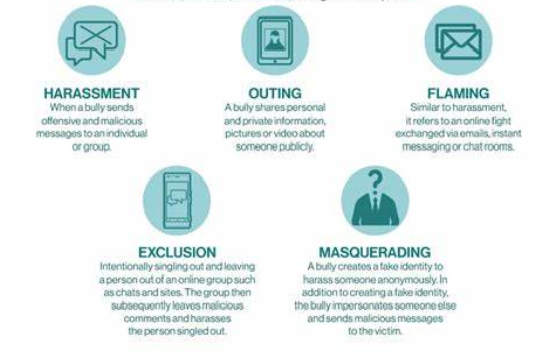 HARASSMENT
When a bully sends
offensive and malicious
messages to an individual
or group.
OUTING
A bully shares personal
and private information,
pictures or video about
someone publicly.
FLAMING
Similar to harassment,
it refers to an online fight
exchanged via emails, instant
messaging or chat rooms.
EXCLUSION
Intentionally singling out and leaving
a person out of an online group such
as chats and sites. The group then
subsequently leaves malicious
comments and harasses
the person singled out.
MASQUERADING
A bully creates a fake identity to
harass someone anonymously. In
addition to creating a fake identity,
the bully impersonates someone else
and sends malicious messages
to the victim.